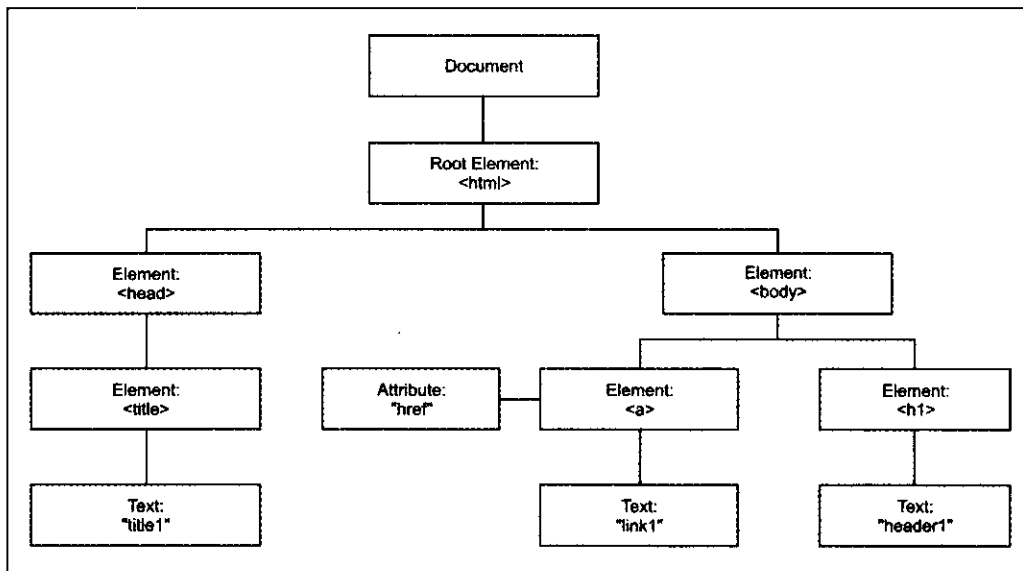 Document
Root Element:
<html>
Element:
<head>
Element:
<body>
Element:
<title>
Attribute:
"href"
Element:
<a>
Element:
<h1>
Text:
"title1"
Text:
"link1"
Text:
"header1"